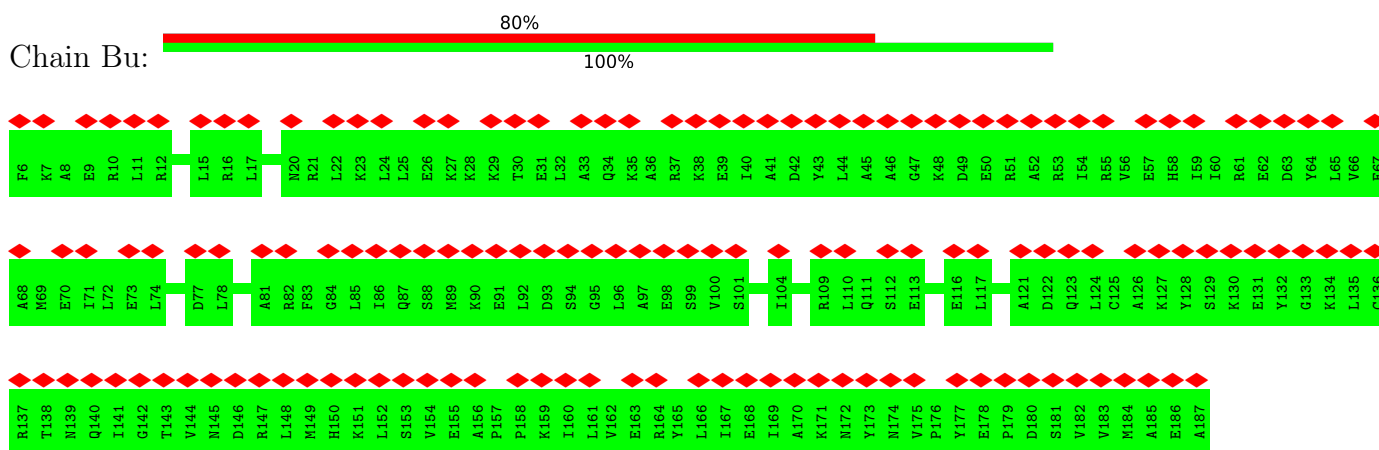 80%
Chain Bu:
100%
F6 K7 A8 E9 R10 L11 R12 L15 R16 L17 N20 R21 L22 K23 L24 L25 E26 K27 K28 K29 T30 E31 L32 A33 Q34 K35 A36 R37 K38 E39 I40 A41 D42 Y43 L44 A45 A46 G47 K48 D49 E50 R51 A52 R53 I54 R55 V56 E57 H58 I59 I60 R61 E62 D63 Y64 L65 V66 E67
A68 M69 E70 I71 L72 E73 L74 D77 L78 A81 R82 F83 G84 L85 I86 Q87 S88 M89 K90 E91 L92 D93 S94 G95 L96 A97 E98 S99 V100 S101 I104 R109 L110 Q111 S112 E113 E116 L117 A121 D122 Q123 L124 C125 A126 K127 Y128 S129 K130 E131 Y132 G133 K134 L135 C136
R137 T138 N139 Q140 I141 G142 T143 V144 N145 D146 R147 L148 M149 H150 K151 L152 S153 V154 E155 A156 P157 P158 K159 I160 L161 V162 E163 R164 Y165 L166 I167 E168 I169 A170 K171 N172 Y173 N174 V175 P176 Y177 E178 P179 D180 S181 V182 V183 M184 A185 E186 A187